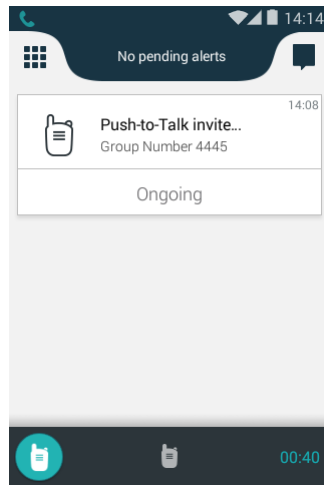 14:14
No pending alerts
14:08
Push-to-Talk invite...
Group Number 4445
Ongoing
00:40